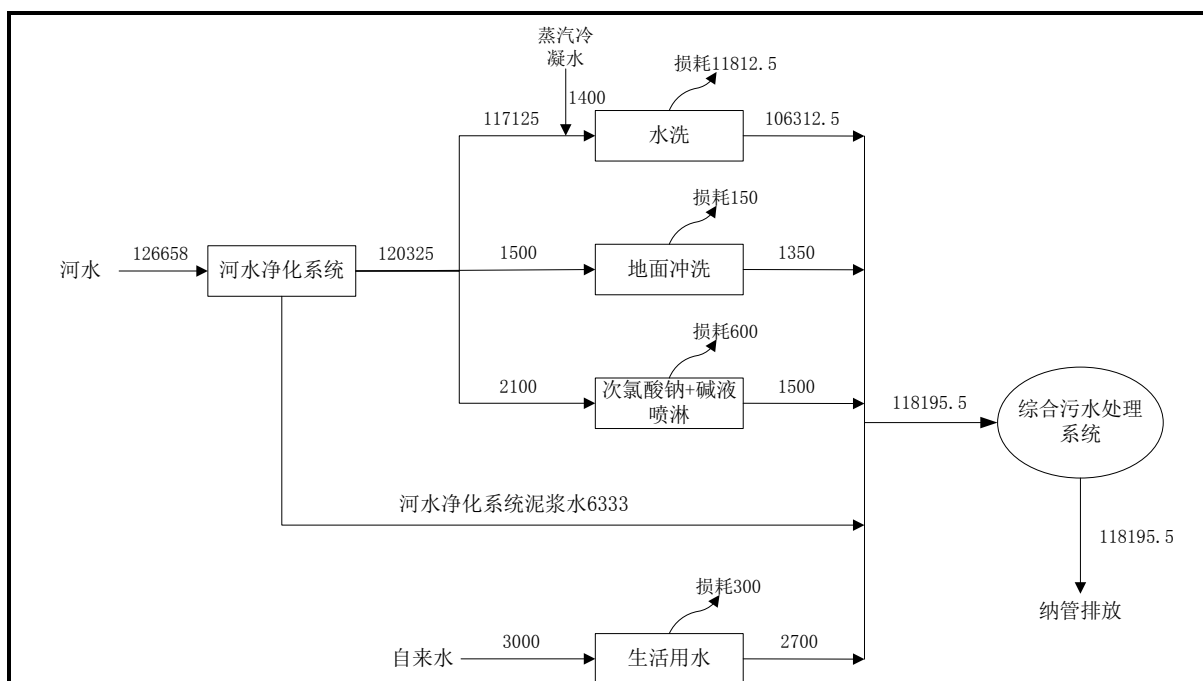 蒸汽冷
凝水
损耗11812.5
1400
117125
水洗
106312.5
损耗150
河水
126658
河水净化系统
120325
1500
地面冲洗
1350
损耗600
2100
次氯酸钠+碱液
喷淋
1500
118195.5
综合污水处理
系统
河水净化系统泥浆水6333
118195.5
损耗300
纳管排放
自来水
3000
生活用水
2700